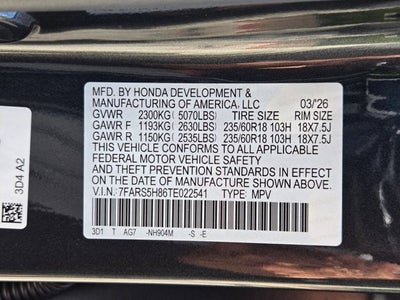 MFD. BY HONDA DEVELOPMENT &
MANUFACTURING OF AMERICA, LLC 03/26
GVWR 2300KG (5070LBS) TIRE SIZE RIM SIZE
GAWR F 1193KG (2630LBS) 235/60R18 103H 18X7.5J
GAWR R 1150KG (2535LBS) 235/60R18 103H 18X7.5J
THIS VEHICLE CONFORMS TO ALL APPLICABLE
FEDERAL MOTOR VEHICLE SAFETY, BUMPER,
AND THEFT PREVENTION STANDARDS IN EFFECT ON
THE DATE OF MANUFACTURE SHOWN ABOVE.
V.I.N: 7FARS5H86TE022541 TYPE: MPV
3D1 T AG7 -NH904M -S -E
3D4 A2